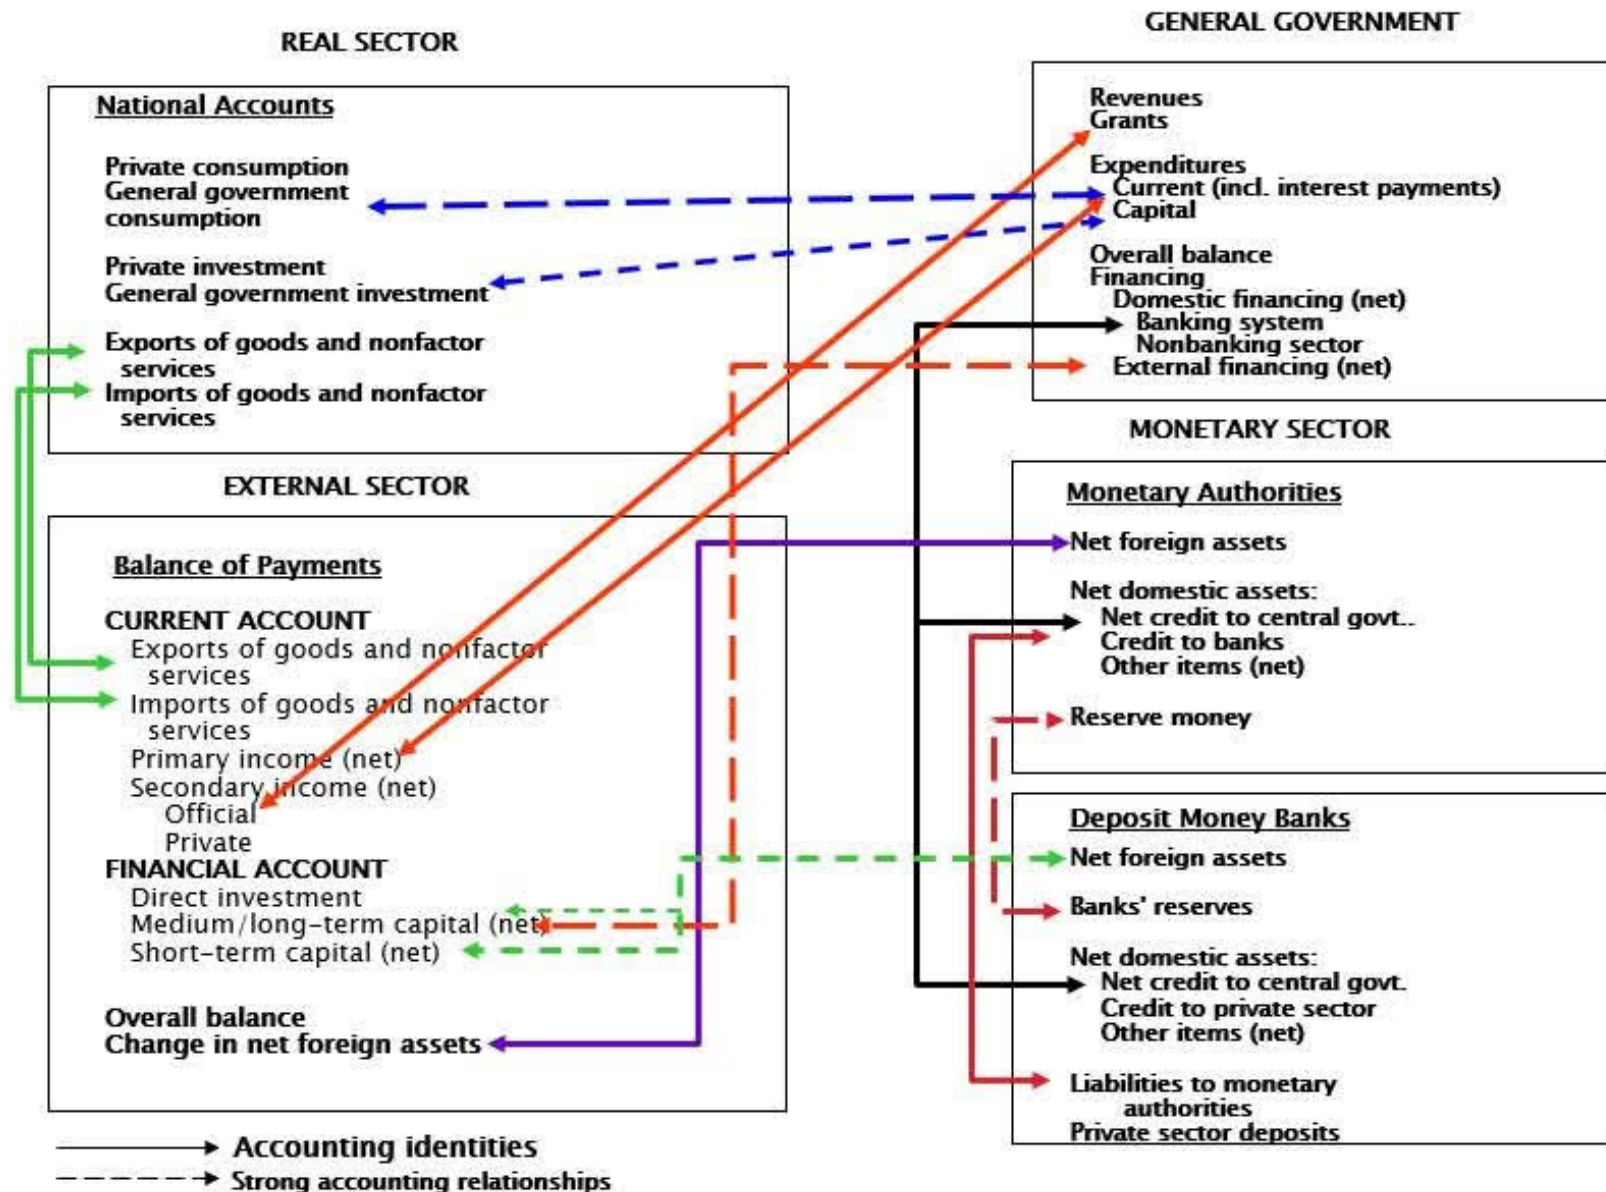 REAL SECTOR
National Accounts
Private consumption
General government
consumption
Private investment
General government investment
Exports of goods and nonfactor
services
Imports of goods and nonfactor
services
EXTERNAL SECTOR
Balance of Payments
CURRENT ACCOUNT
Exports of goods and nonfactor
services
Imports of goods and nonfactor
services
Primary income (net)
Secondary income (net)
Official
Private
FINANCIAL ACCOUNT
Direct investment
Medium/long-term capital (net)
Short-term capital (net)
Overall balance
Change in net foreign assets
GENERAL GOVERNMENT
Revenues
Grants
Expenditures
Current (incl. interest payments)
Capital
Overall balance
Financing
Domestic financing (net)
Banking system
Nonbanking sector
External financing (net)
MONETARY SECTOR
Monetary Authorities
Net foreign assets
Net domestic assets:
Net credit to central govt..
Credit to banks
Other items (net)
Reserve money
Deposit Money Banks
Net foreign assets
Banks' reserves
Net domestic assets:
Net credit to central govt.
Credit to private sector
Other items (net)
Liabilities to monetary
authorities
Private sector deposits
Accounting identities
Strong accounting relationships